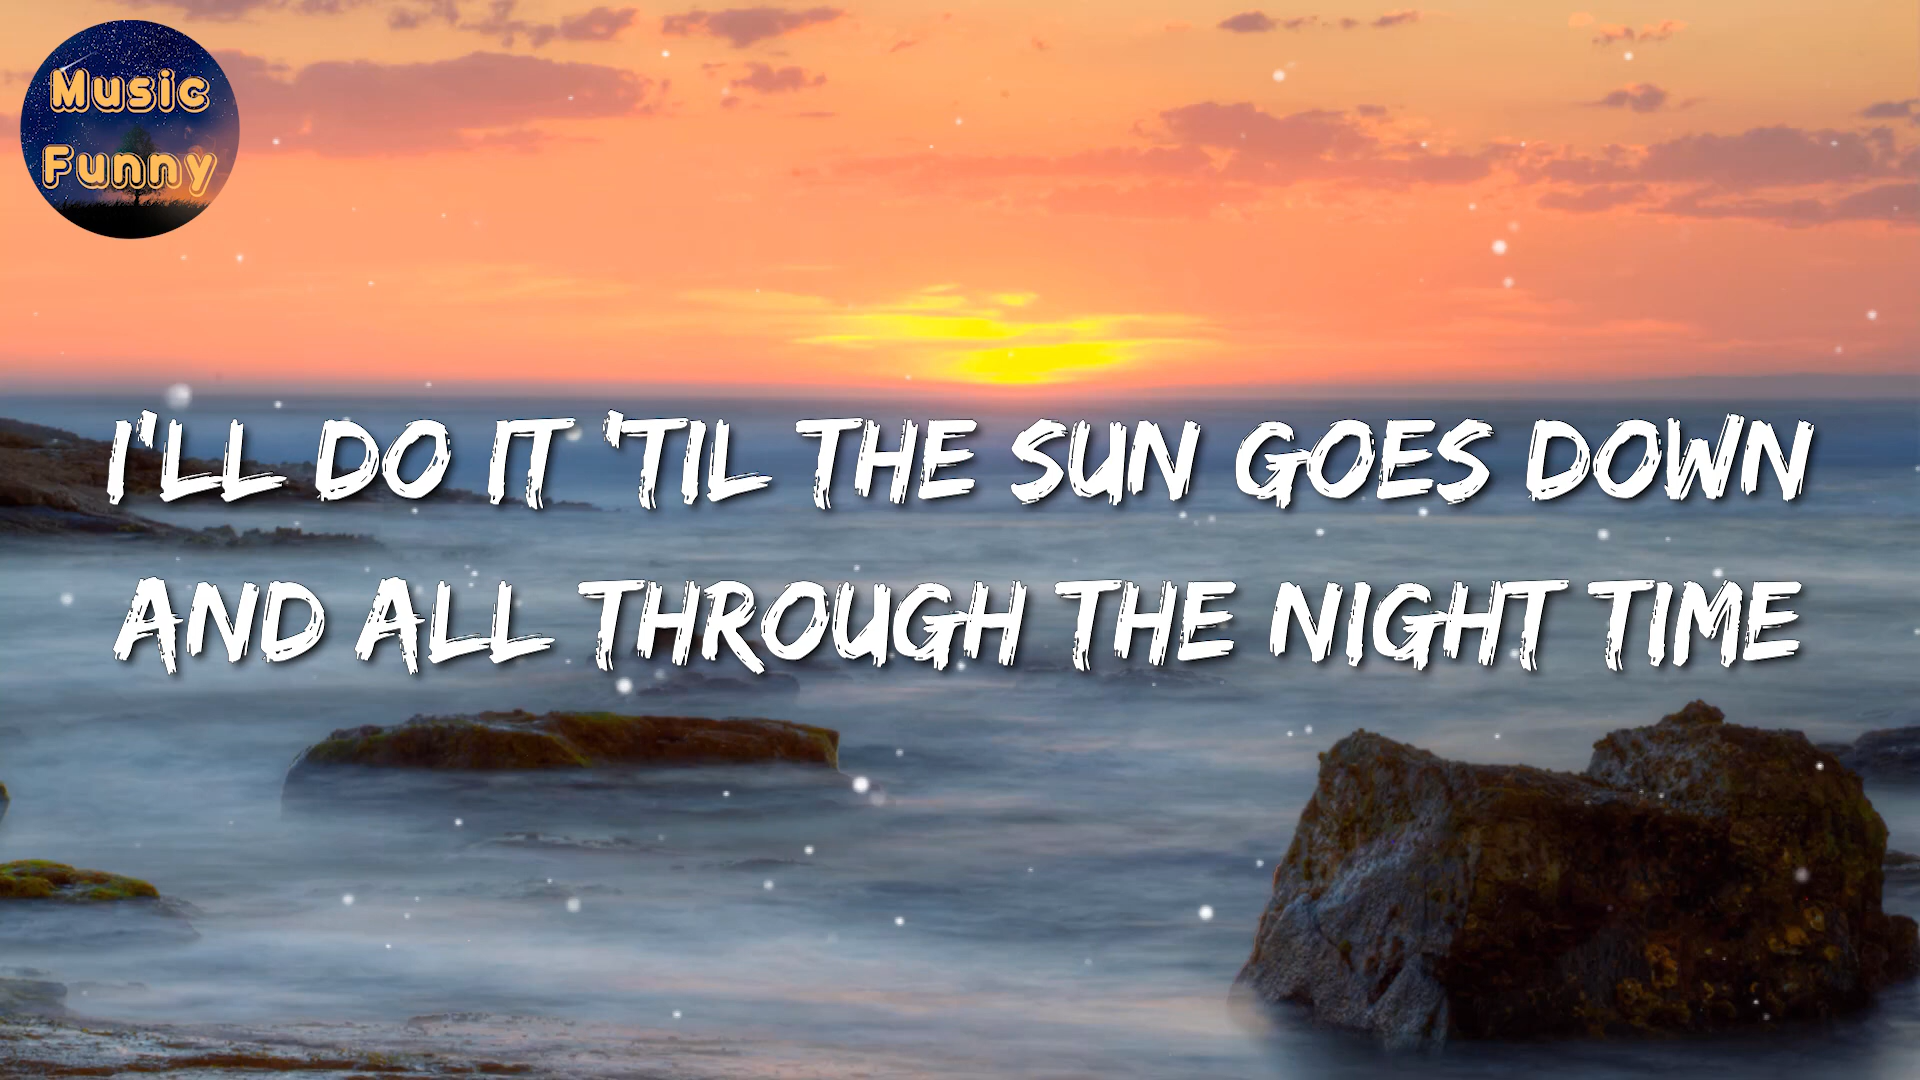 Music
Funny
I'LL DO IT 'TIL THE SUN GOES DOWN
AND ALL THROUGH THE NIGHT TIME